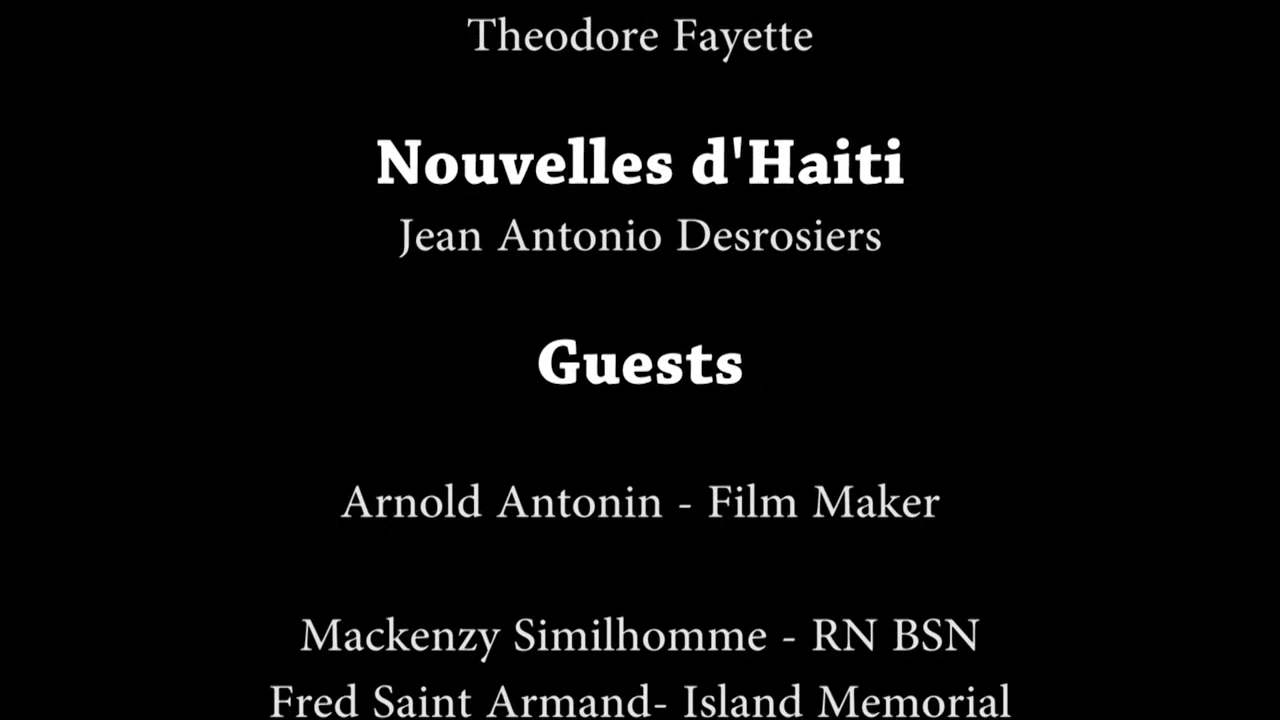 Theodore Fayette
Nouvelles d'Haiti
Jean Antonio Desrosiers
Guests
Arnold Antonin - Film Maker
Mackenzy Similhomme - RN BSN
Fred Saint Armand- Island Memorial